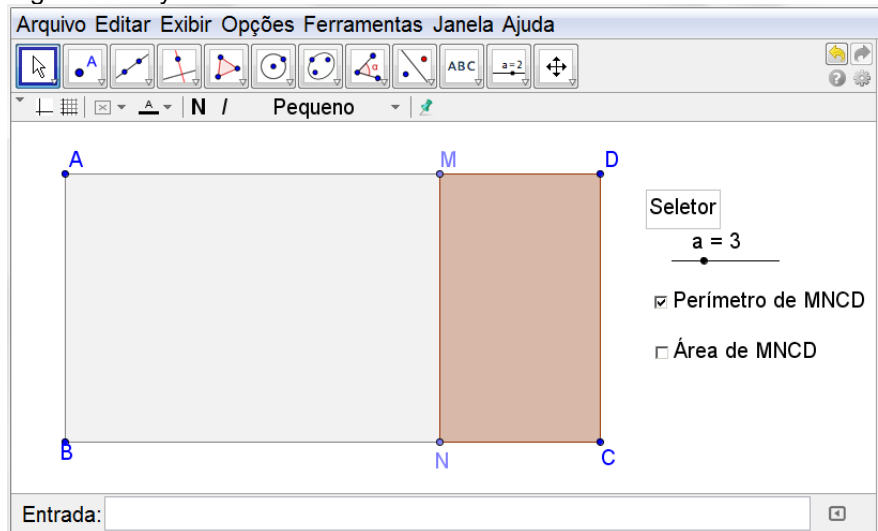 Arquivo Editar Exibir Opções Ferramentas Janela Ajuda
A α ABC a=2
A N I Pequeno
A M D
Seletor
a = 3
Perímetro de MNCD
Área de MNCD
B N C
Entrada: